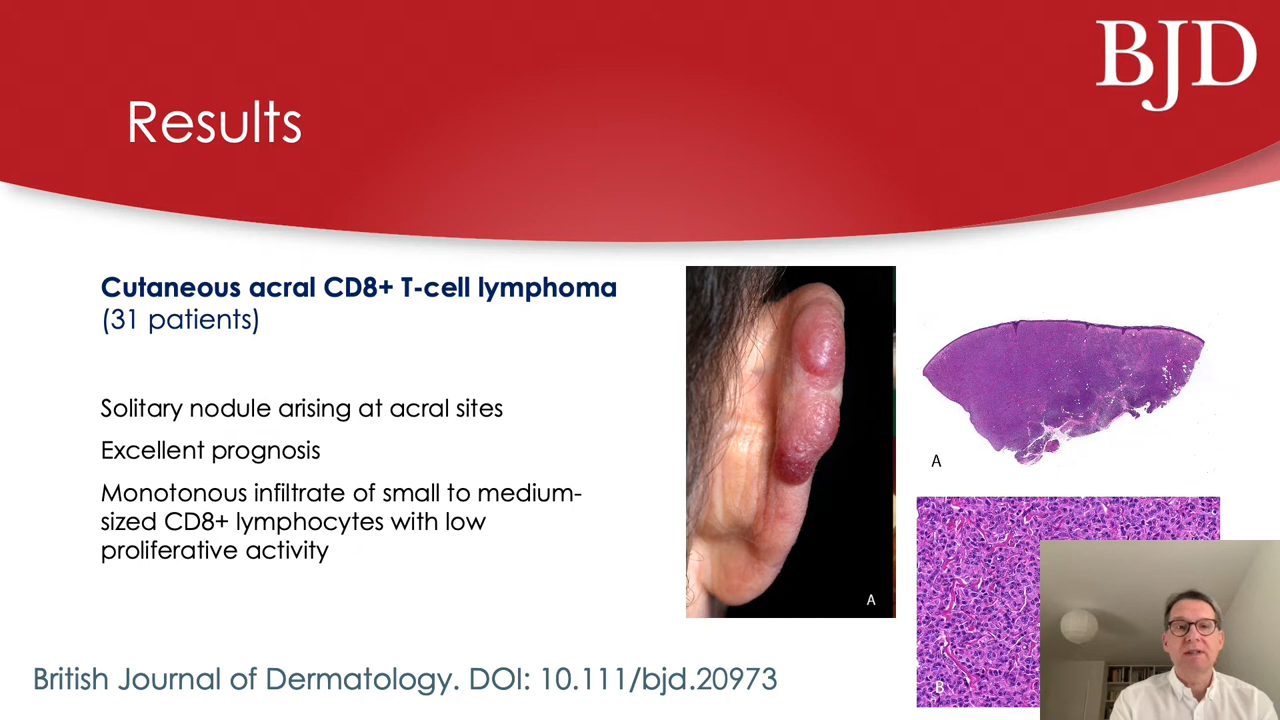 BJD
Results
Cutaneous acral CD8+ T-cell lymphoma
(31 patients)
Solitary nodule arising at acral sites
Excellent prognosis
Monotonous infiltrate of small to medium-
sized CD8+ lymphocytes with low
proliferative activity
A
A
B
British Journal of Dermatology. DOI: 10.111/bjd.20973